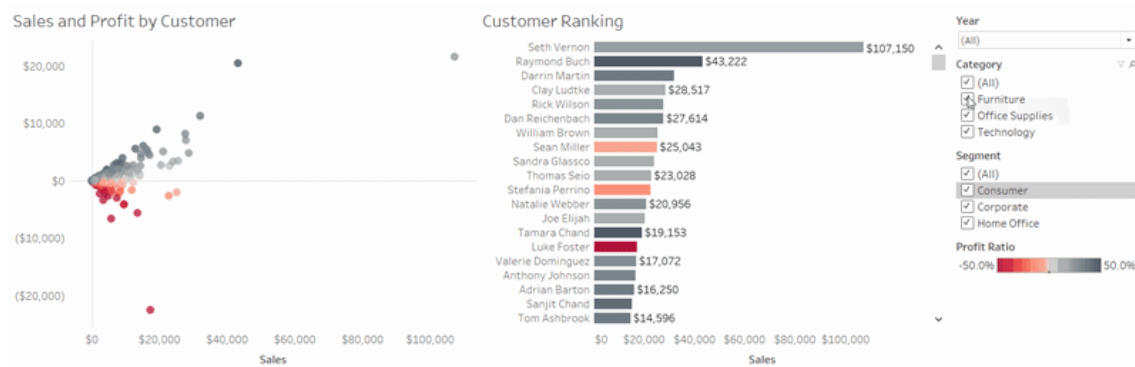 Sales and Profit by Customer
$20,000
$10,000
$0
($10,000)
($20,000)
$0 $20,000 $40,000 $60,000 $80,000 $100,000
Sales
Customer Ranking
Seth Vernon $107,150
Raymond Buch $43,222
Darrin Martin
Clay Ludtke $28,517
Rick Wilson
Dan Reichenbach $27,614
William Brown
Sean Miller $25,043
Sandra Glassco
Thomas Seio $23,028
Stefania Perrino
Natalie Webber $20,956
Joe Elijah
Tamara Chand $19,153
Luke Foster
Valerie Dominguez $17,072
Anthony Johnson
Adrian Barton $16,250
Sanjit Chand
Tom Ashbrook $14,596
$0 $20,000 $40,000 $60,000 $80,000 $100,000
Sales
Year
(All)
Category
(All)
Furniture
Office Supplies
Technology
Segment
(All)
Consumer
Corporate
Home Office
Profit Ratio
-50.0% 50.0%